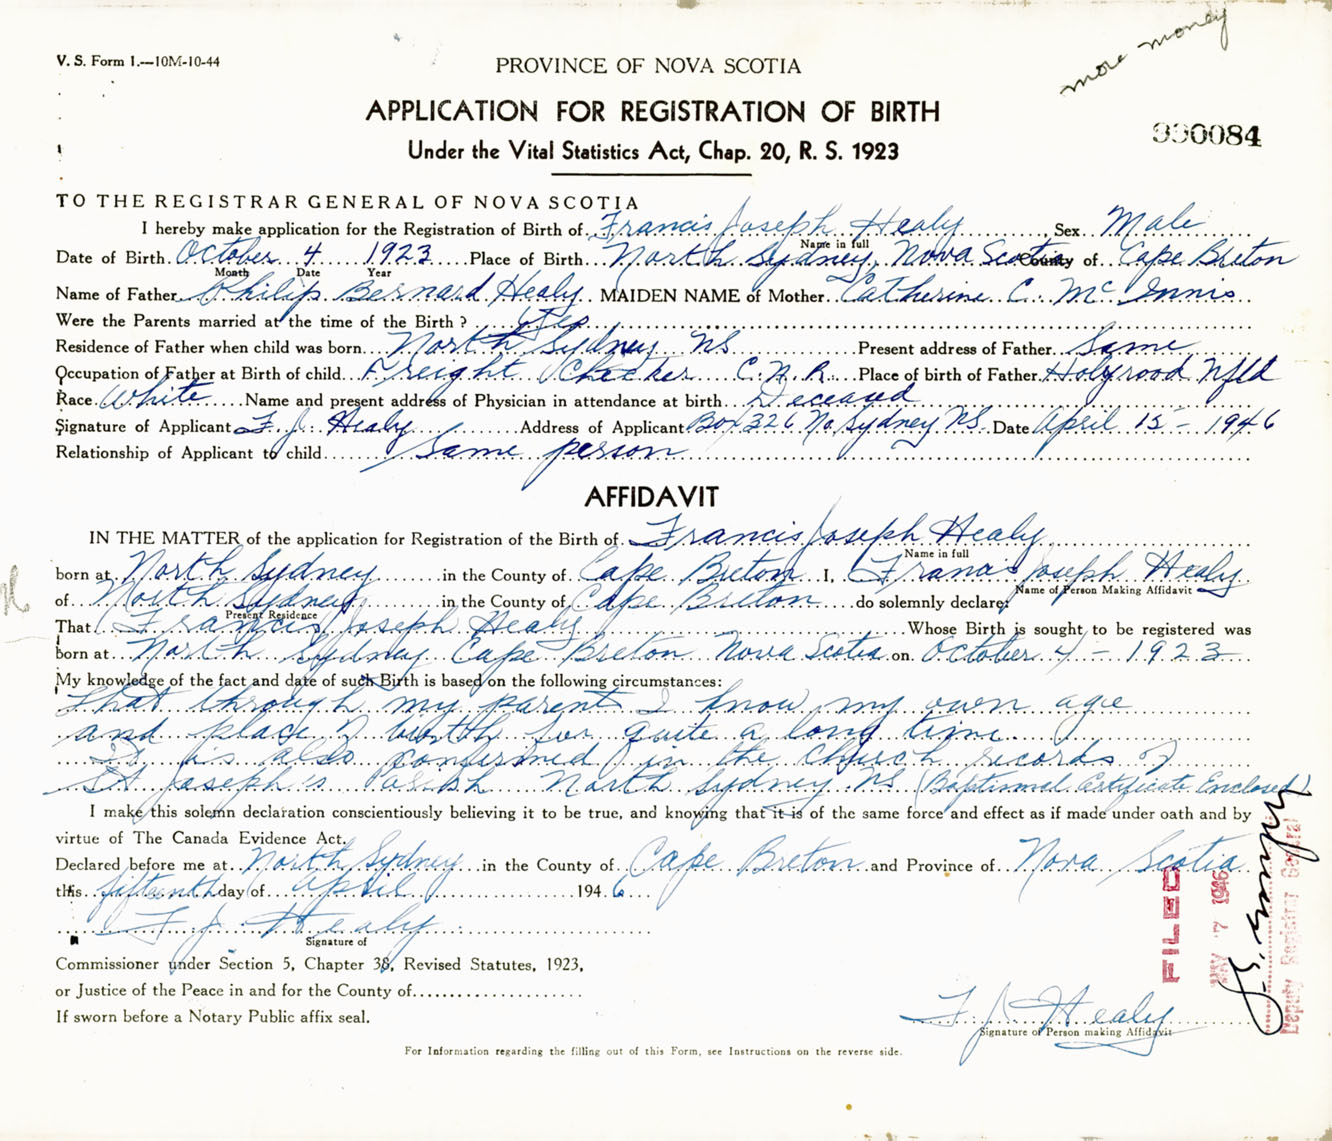 more money
V. S. Form 1.—10M-10-44
PROVINCE OF NOVA SCOTIA
APPLICATION FOR REGISTRATION OF BIRTH
990084
Under the Vital Statistics Act, Chap. 20, R. S. 1923
TO THE REGISTRAR GENERAL OF NOVA SCOTIA
I hereby make application for the Registration of Birth of Francis Joseph Healy Sex Male
Name in full
Date of Birth October 4 1923 Place of Birth North Sydney, Nova Scotia County of Cape Breton
Month Date Year
Name of Father Philip Bernard Healy MAIDEN NAME of Mother Catherine C. Mc Innis
Were the Parents married at the time of the Birth ? Yes
Residence of Father when child was born North Sydney NS Present address of Father Same
Occupation of Father at Birth of child Freight Checker C.N.R. Place of birth of Father Holyrood Nfld
Race White Name and present address of Physician in attendance at birth Deceased
Signature of Applicant F. J. Healy Address of Applicant Box 326 No. Sydney NS. Date April 15 - 1946
Relationship of Applicant to child Same person
AFFIDAVIT
IN THE MATTER of the application for Registration of the Birth of Francis Joseph Healy
Name in full
born at North Sydney in the County of Cape Breton I, Francis Joseph Healy
Name of Person Making Affidavit
of North Sydney in the County of Cape Breton do solemnly declare:
Present Residence
That Francis Joseph Healy Whose Birth is sought to be registered was
born at North Sydney Cape Breton Nova Scotia on October 4 - 1923
My knowledge of the fact and date of such Birth is based on the following circumstances:
That through my parents I know my own age
and place of birth for quite a long time.
It is also confirmed in the Church records of
St Joseph's Parish North Sydney NS (Baptismal Certificate Enclosed)
I make this solemn declaration conscientiously believing it to be true, and knowing that it is of the same force and effect as if made under oath and by
virtue of The Canada Evidence Act.
Declared before me at North Sydney in the County of Cape Breton and Province of Nova Scotia
this fifteenth day of April 1946
F J Healy
Signature of
Commissioner under Section 5, Chapter 38, Revised Statutes, 1923,
or Justice of the Peace in and for the County of
If sworn before a Notary Public affix seal.
F J Healy
Signature of Person making Affidavit
For Information regarding the filling out of this Form, see Instructions on the reverse side.
FILED
MAY 7 1946
Deputy Registrar General